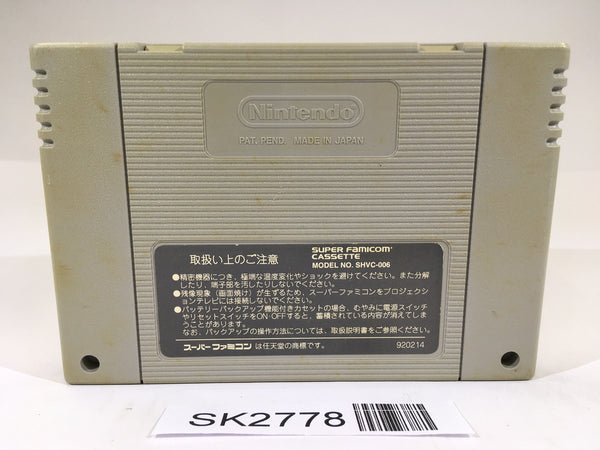 Nintendo
PAT. PEND. MADE IN JAPAN
取扱い上のご注意
SUPER FAMICOM
CASSETTE
MODEL NO. SHVC-006
●精密機器につき、極端な温度変化やショックを避けてください。また分解
したり、端子部を汚したりしないでください。
●残像現象（画面焼け）が生ずるため、スーパーファミコンをプロジェクシ
ョンテレビには接続しないでください。
●バッテリーバックアップ機能付きカセットの場合、むやみに電源スイッチ
やリセットスイッチをON・OFFすると、蓄積されている内容が消えてしま
うことがあります。
なお、バックアップの操作方法については、取扱説明書をご参照ください。
スーパーファミコンは任天堂の商標です。
920214
SK2778